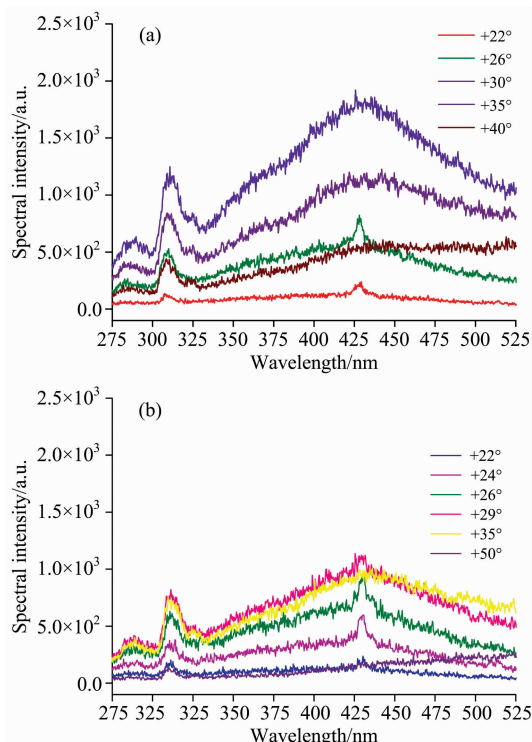 (a)
+22°
+26°
+30°
+35°
+40°
Spectral intensity/a.u.
2.5×10³
2.0×10³
1.5×10³
1.0×10³
5.0×10²
0.0
275 300 325 350 375 400 425 450 475 500 525
Wavelength/nm
(b)
+22°
+24°
+26°
+29°
+35°
+50°
Spectral intensity/a.u.
2.5×10³
2.0×10³
1.5×10³
1.0×10³
5.0×10²
0.0
275 300 325 350 375 400 425 450 475 500 525
Wavelength/nm